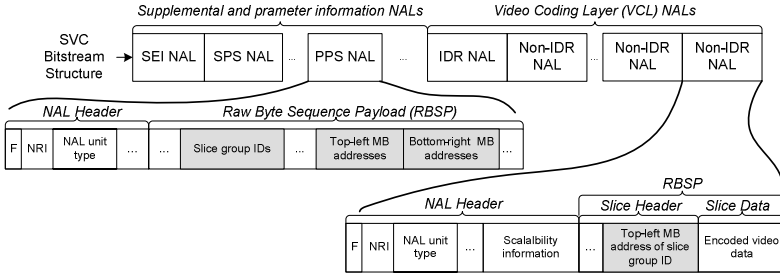 Supplemental and prameter information NALs
Video Coding Layer (VCL) NALs
SVC
Bitstream
Structure
SEI NAL
SPS NAL
...
PPS NAL
...
IDR NAL
Non-IDR
NAL
...
Non-IDR
NAL
Non-IDR
NAL
NAL Header
Raw Byte Sequence Payload (RBSP)
F
NRI
NAL unit
type
...
...
Slice group IDs
...
Top-left MB
addresses
Bottom-right MB
addresses
...
RBSP
NAL Header
Slice Header
Slice Data
F
NRI
NAL unit
type
...
Scalalbility
information
...
Top-left MB
address of slice
group ID
Encoded video
data